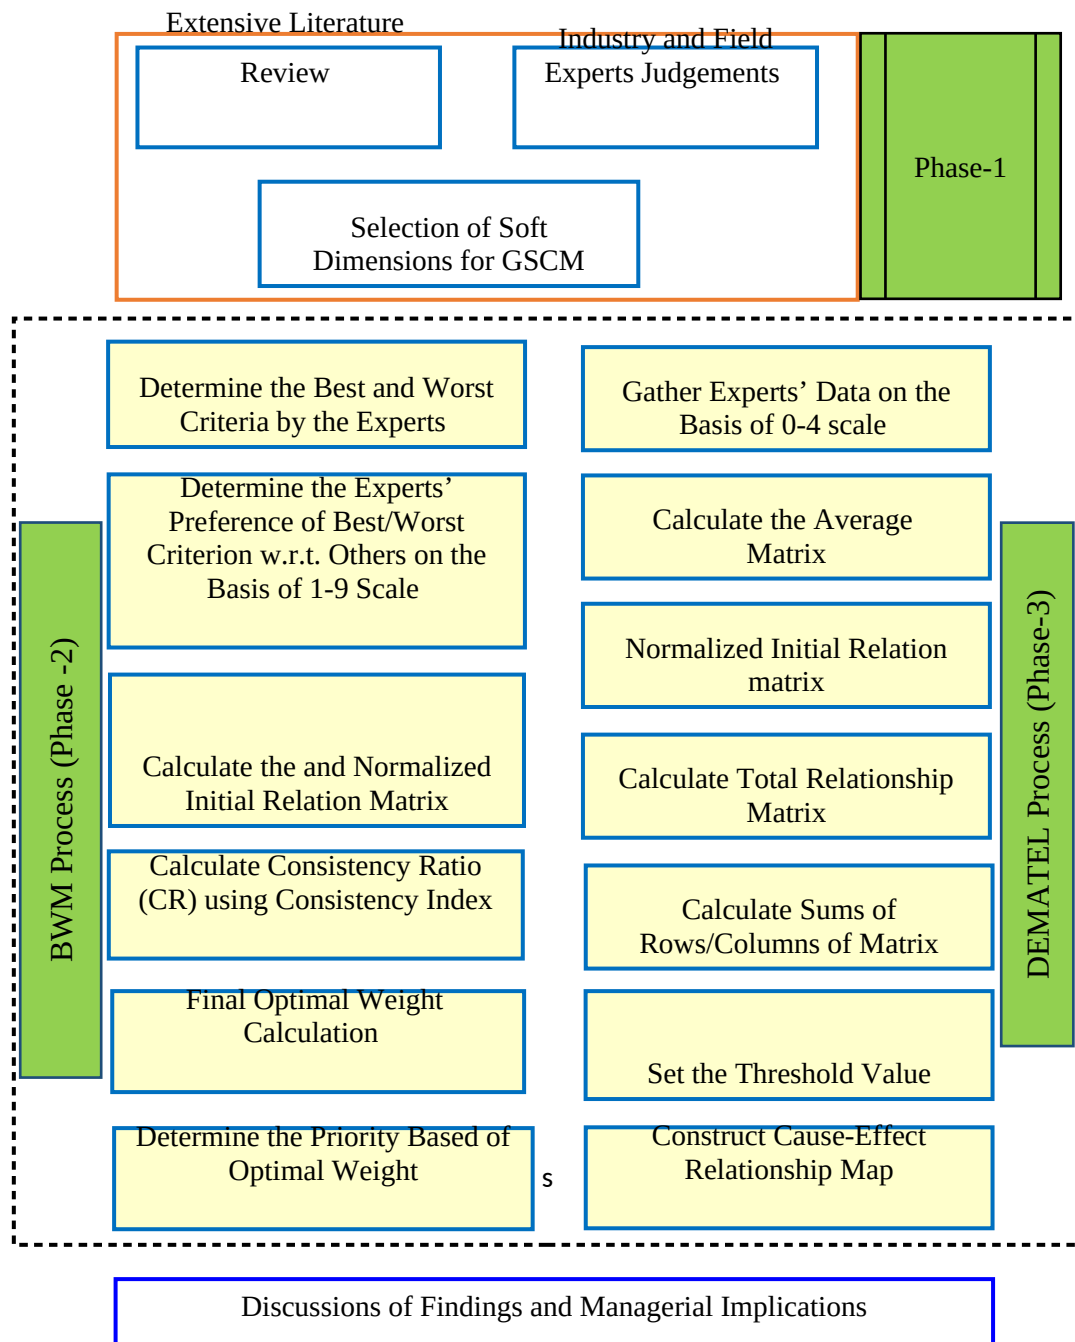 Extensive Literature
Review
Industry and Field
Experts Judgements
Phase-1
Selection of Soft
Dimensions for GSCM
BWM Process (Phase -2)
Determine the Best and Worst
Criteria by the Experts
Determine the Experts’
Preference of Best/Worst
Criterion w.r.t. Others on the
Basis of 1-9 Scale
Calculate the and Normalized
Initial Relation Matrix
Calculate Consistency Ratio
(CR) using Consistency Index
Final Optimal Weight
Calculation
Determine the Priority Based of
Optimal Weight
s
Gather Experts’ Data on the
Basis of 0-4 scale
Calculate the Average
Matrix
Normalized Initial Relation
matrix
Calculate Total Relationship
Matrix
Calculate Sums of
Rows/Columns of Matrix
Set the Threshold Value
Construct Cause-Effect
Relationship Map
DEMATEL Process (Phase-3)
Discussions of Findings and Managerial Implications